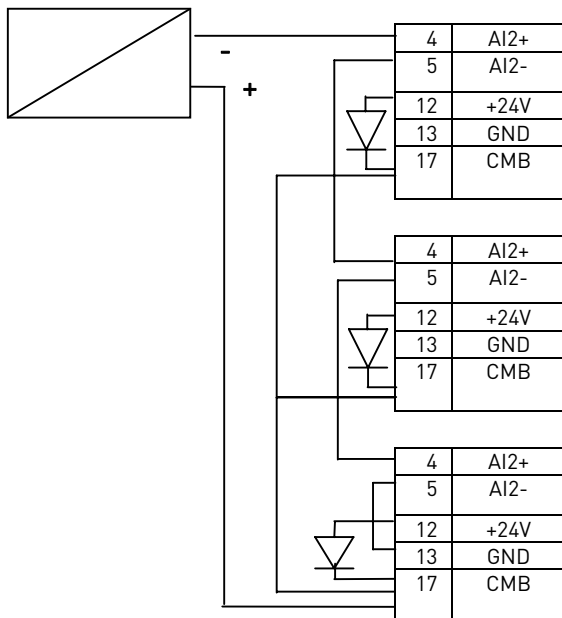 -
+
4 AI2+
5 AI2-
12 +24V
13 GND
17 CMB
4 AI2+
5 AI2-
12 +24V
13 GND
17 CMB
4 AI2+
5 AI2-
12 +24V
13 GND
17 CMB